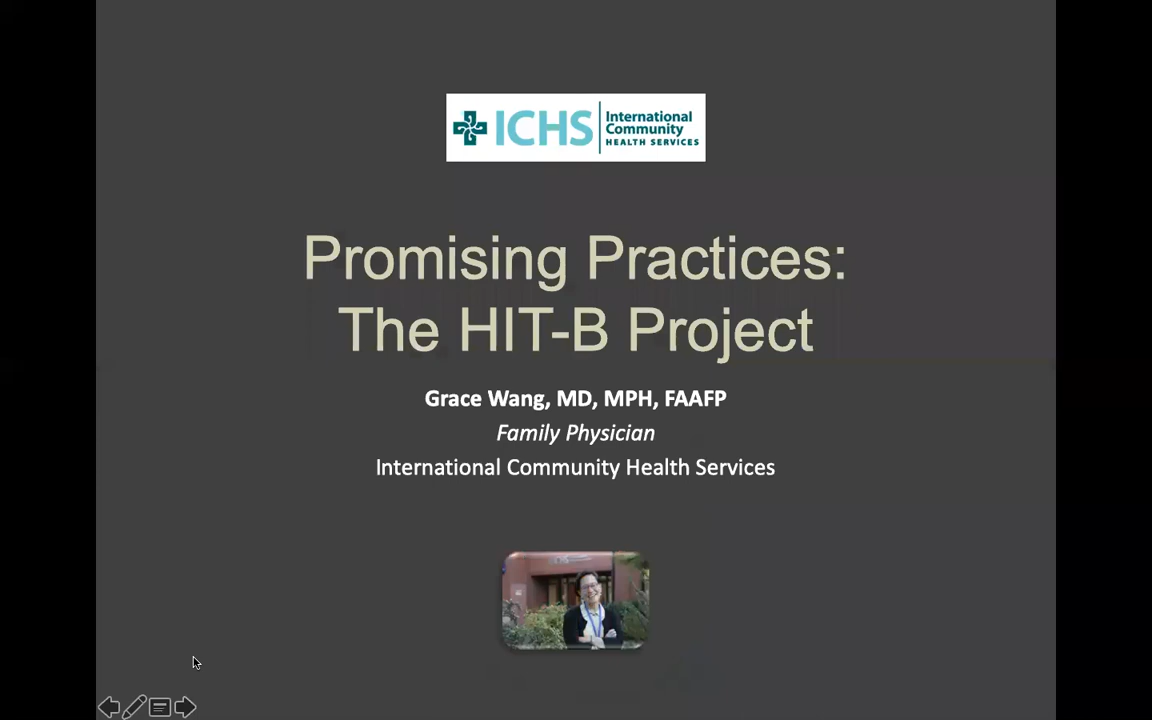 ICHS
International
Community
HEALTH SERVICES
Promising Practices:
The HIT-B Project
Grace Wang, MD, MPH, FAAFP
Family Physician
International Community Health Services
ICHS